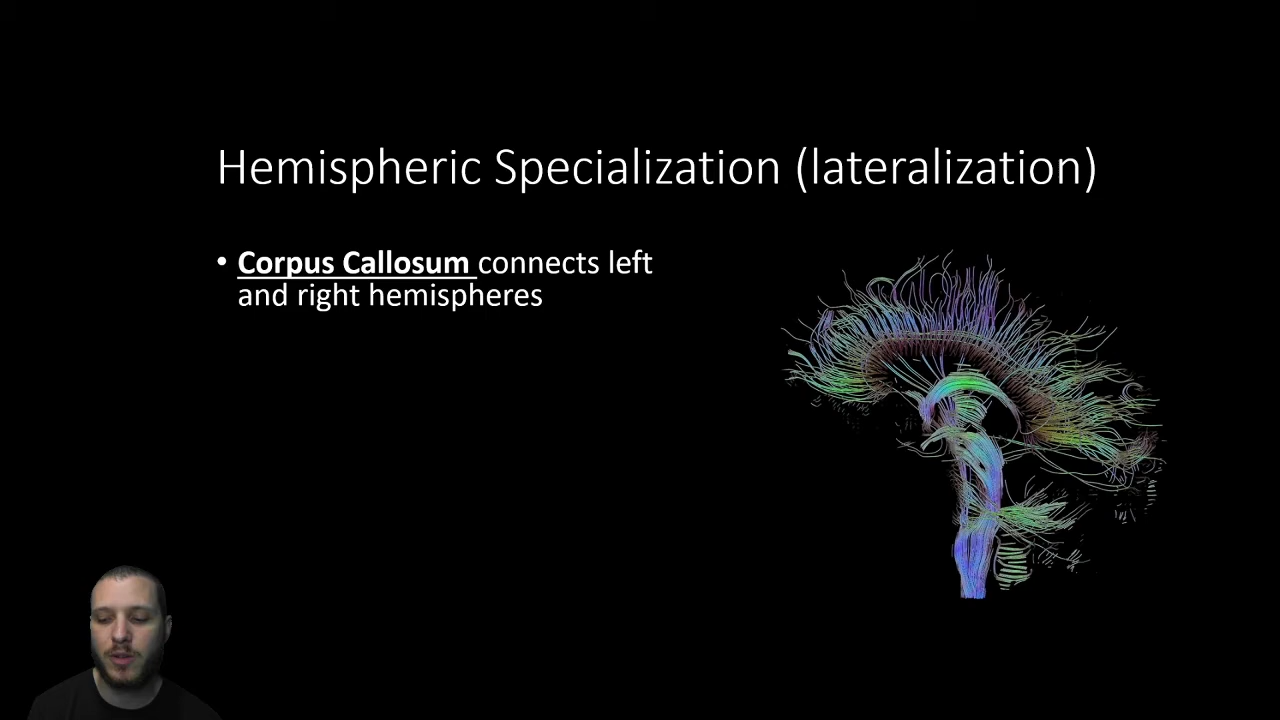 Hemispheric Specialization (lateralization)
• Corpus Callosum connects left
and right hemispheres